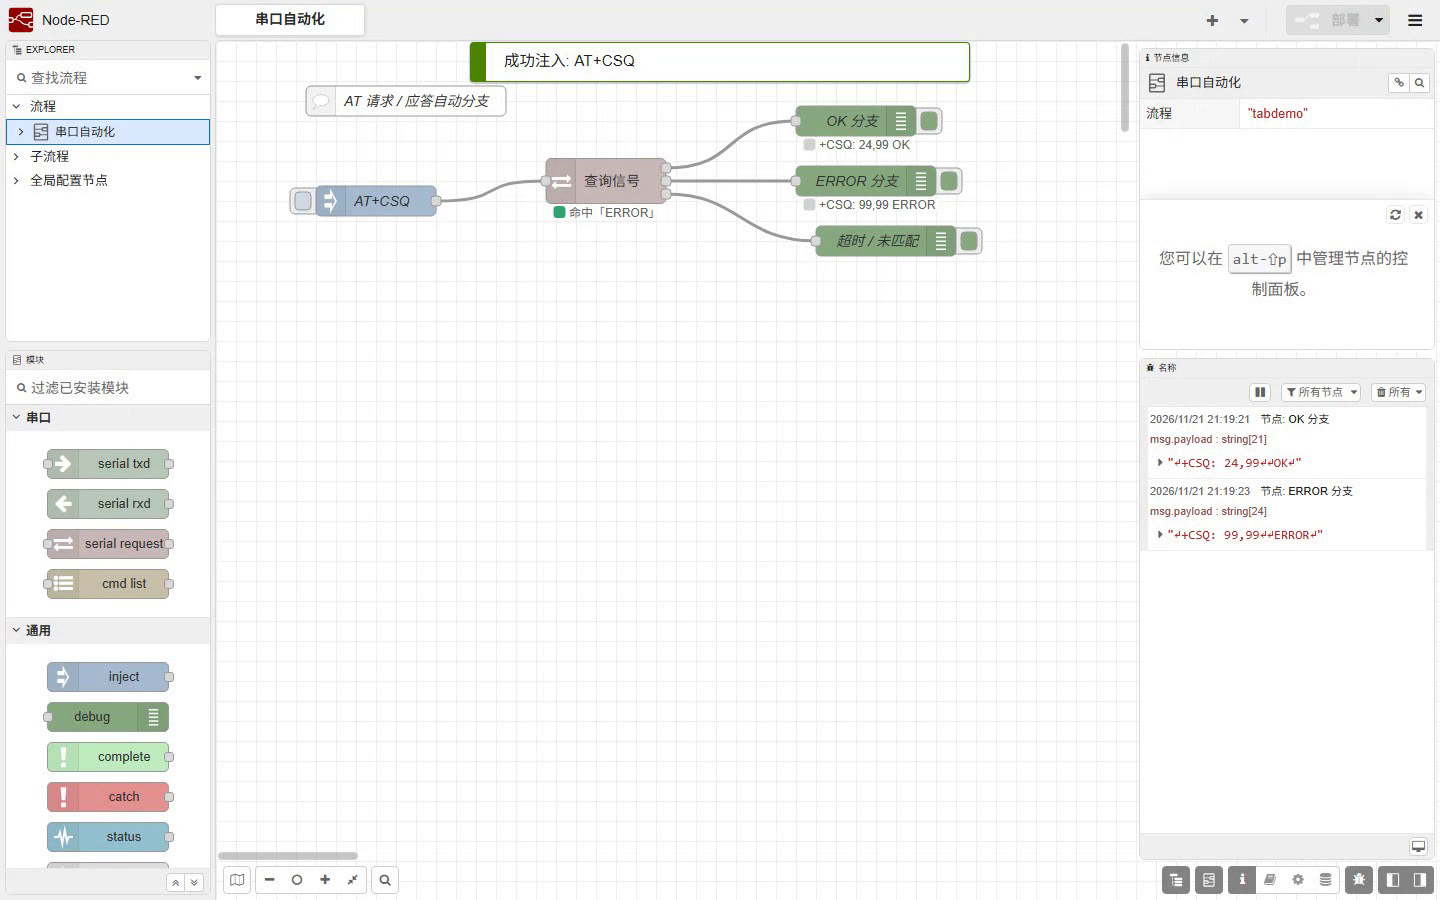 Node-RED
串口自动化
部署
EXPLORER
查找流程
流程
串口自动化
子流程
全局配置节点
模块
过滤已安装模块
串口
serial txd
serial rxd
serial request
cmd list
通用
inject
debug
complete
catch
status
成功注入: AT+CSQ
AT 请求 / 应答自动分支
AT+CSQ
查询信号
命中「ERROR」
OK 分支
+CSQ: 24,99 OK
ERROR 分支
+CSQ: 99,99 ERROR
超时 / 未匹配
节点信息
串口自动化
流程 "tabdemo"
您可以在 alt-⇧p 中管理节点的控
制面板。
名称
所有节点 所有
2026/11/21 21:19:21 节点: OK 分支
msg.payload : string[21]
"↵+CSQ: 24,99↵↵OK↵"
2026/11/21 21:19:23 节点: ERROR 分支
msg.payload : string[24]
"↵+CSQ: 99,99↵↵ERROR↵"